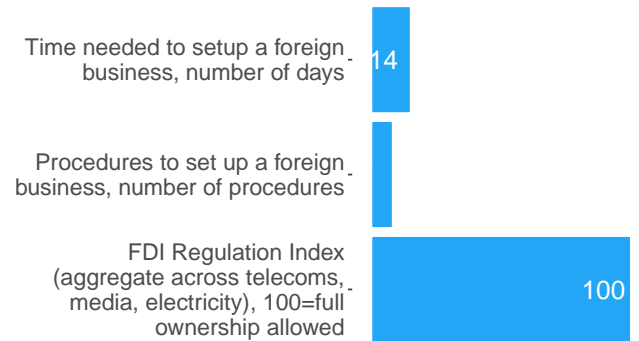 Time needed to setup a foreign
business, number of days
14
Procedures to set up a foreign
business, number of procedures
FDI Regulation Index
(aggregate across telecoms,
media, electricity), 100=full
ownership allowed
100